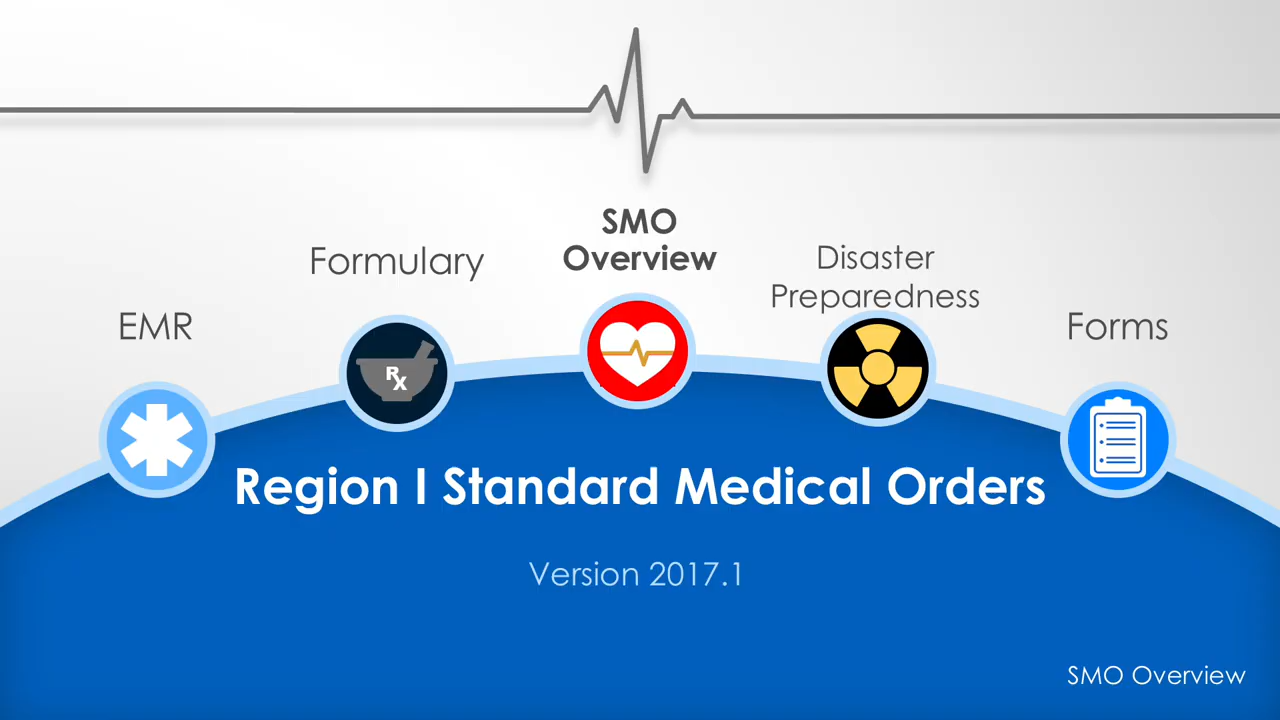 SMO
Overview
Formulary
Disaster
Preparedness
EMR
Forms
Rx
Region I Standard Medical Orders
Version 2017.1
SMO Overview